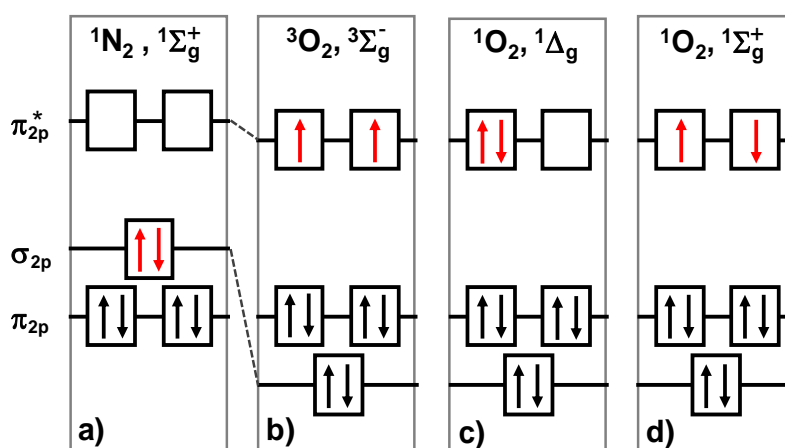 ¹N₂ , ¹Σg⁺
³O₂, ³Σg⁻
¹O₂, ¹Δg
¹O₂, ¹Σg⁺
π*2p
σ2p
π2p
a)
b)
c)
d)